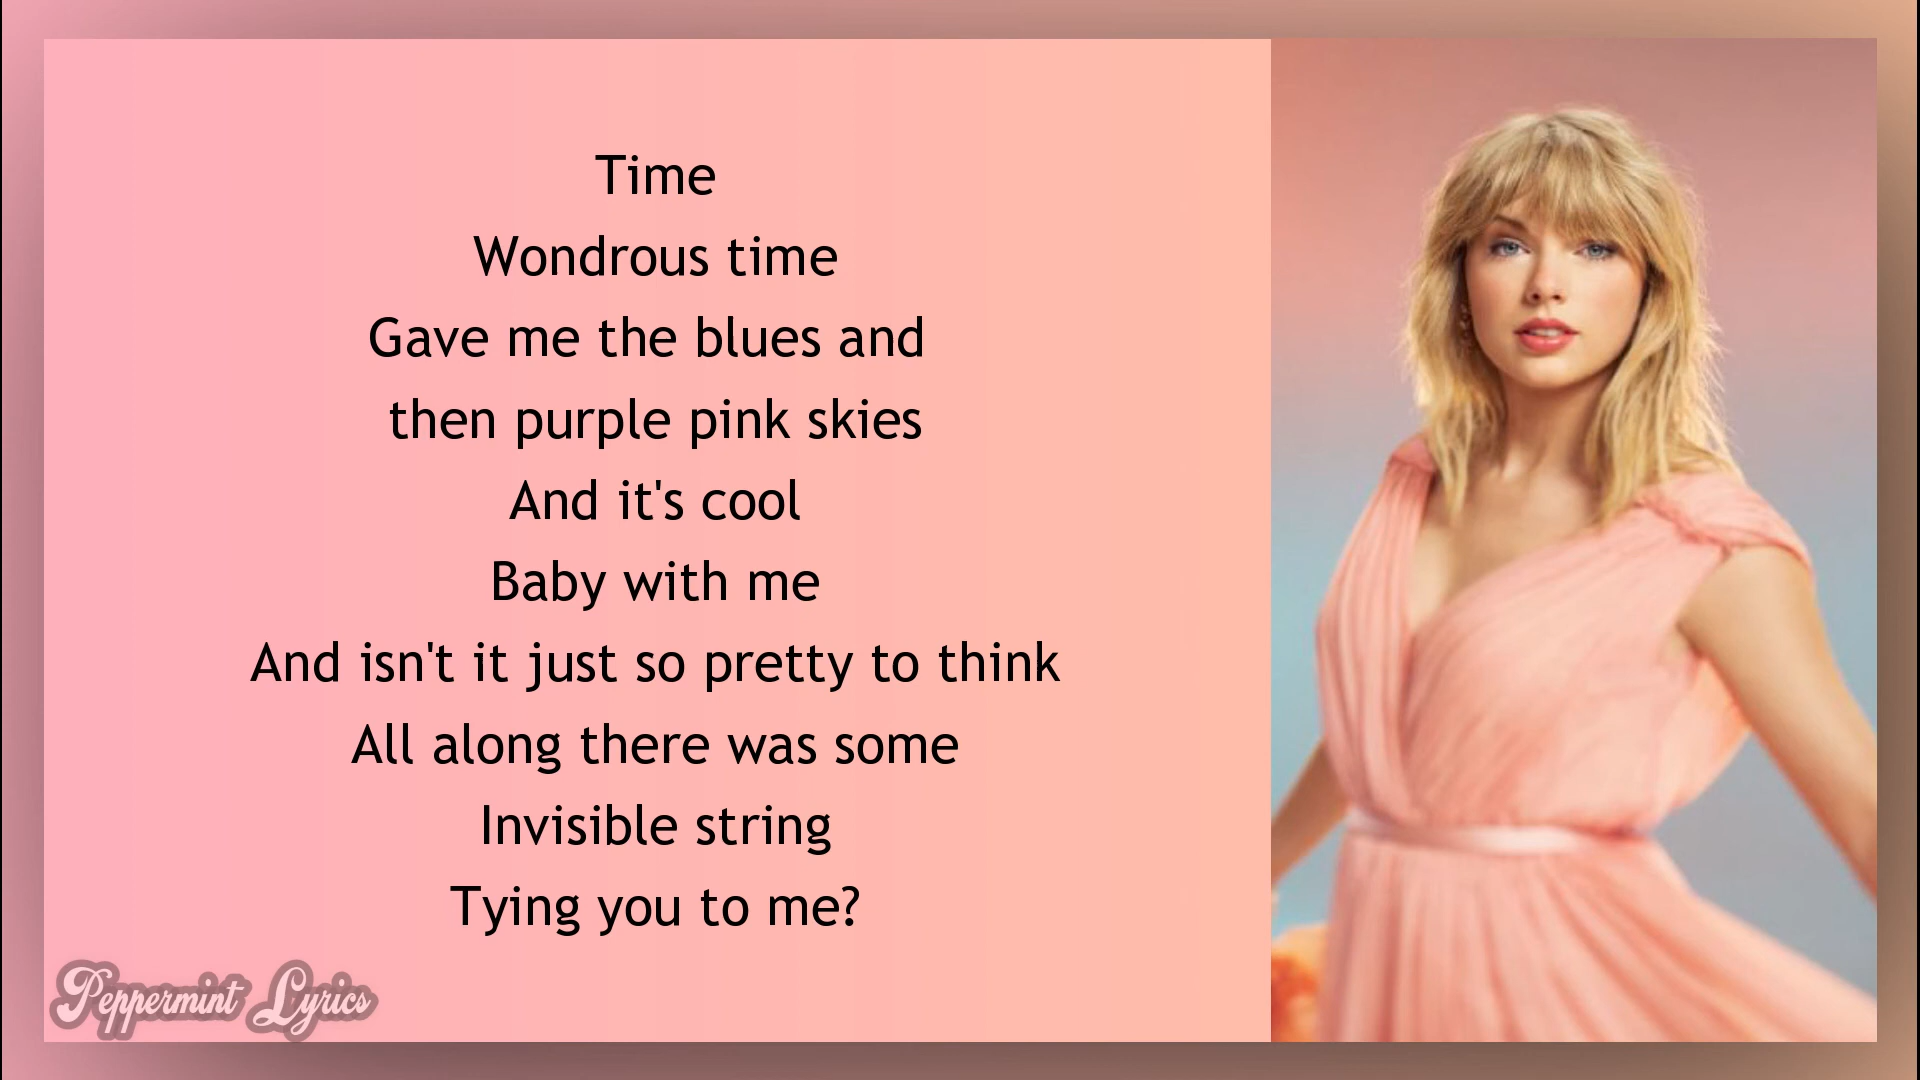 Time
Wondrous time
Gave me the blues and
then purple pink skies
And it's cool
Baby with me
And isn't it just so pretty to think
All along there was some
Invisible string
Tying you to me?
Peppermint Lyrics